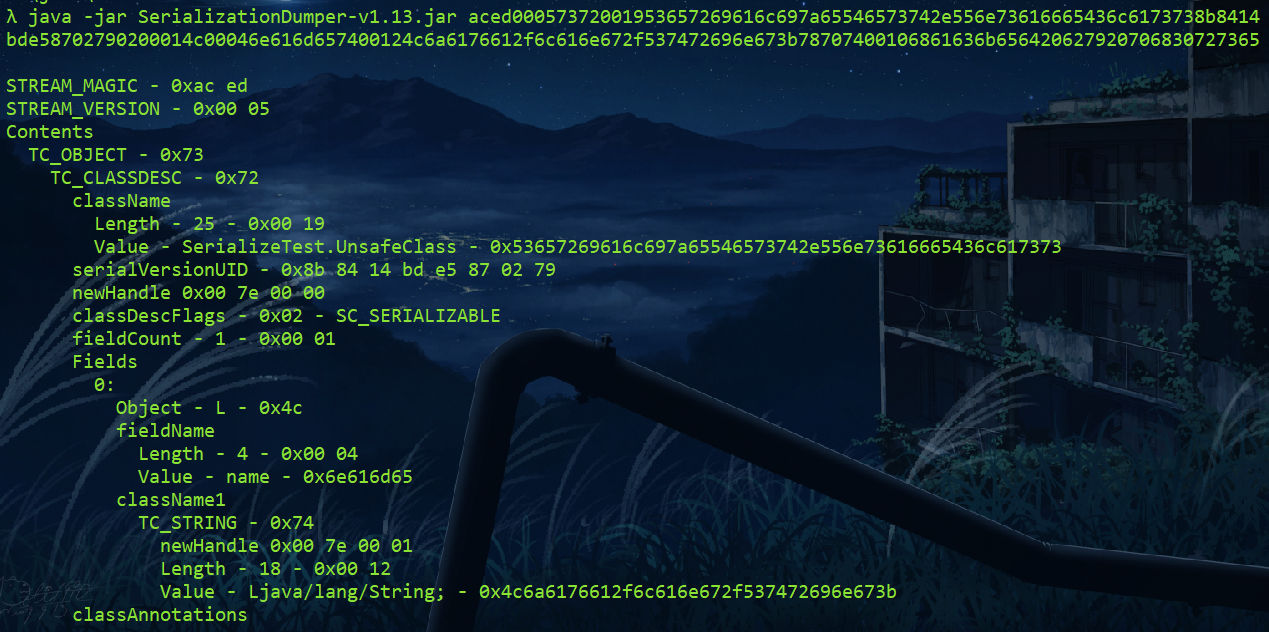 λ java -jar SerializationDumper-v1.13.jar aced00057372001953657269616c697a65546573742e556e73616665436c6173738b8414
bde58702790200014c00046e616d657400124c6a6176612f6c616e672f537472696e673b78707400106861636b656420627920706830727365
STREAM_MAGIC - 0xac ed
STREAM_VERSION - 0x00 05
Contents
TC_OBJECT - 0x73
TC_CLASSDESC - 0x72
className
Length - 25 - 0x00 19
Value - SerializeTest.UnsafeClass - 0x53657269616c697a65546573742e556e73616665436c617373
serialVersionUID - 0x8b 84 14 bd e5 87 02 79
newHandle 0x00 7e 00 00
classDescFlags - 0x02 - SC_SERIALIZABLE
fieldCount - 1 - 0x00 01
Fields
0:
Object - L - 0x4c
fieldName
Length - 4 - 0x00 04
Value - name - 0x6e616d65
className1
TC_STRING - 0x74
newHandle 0x00 7e 00 01
Length - 18 - 0x00 12
Value - Ljava/lang/String; - 0x4c6a6176612f6c616e672f537472696e673b
classAnnotations